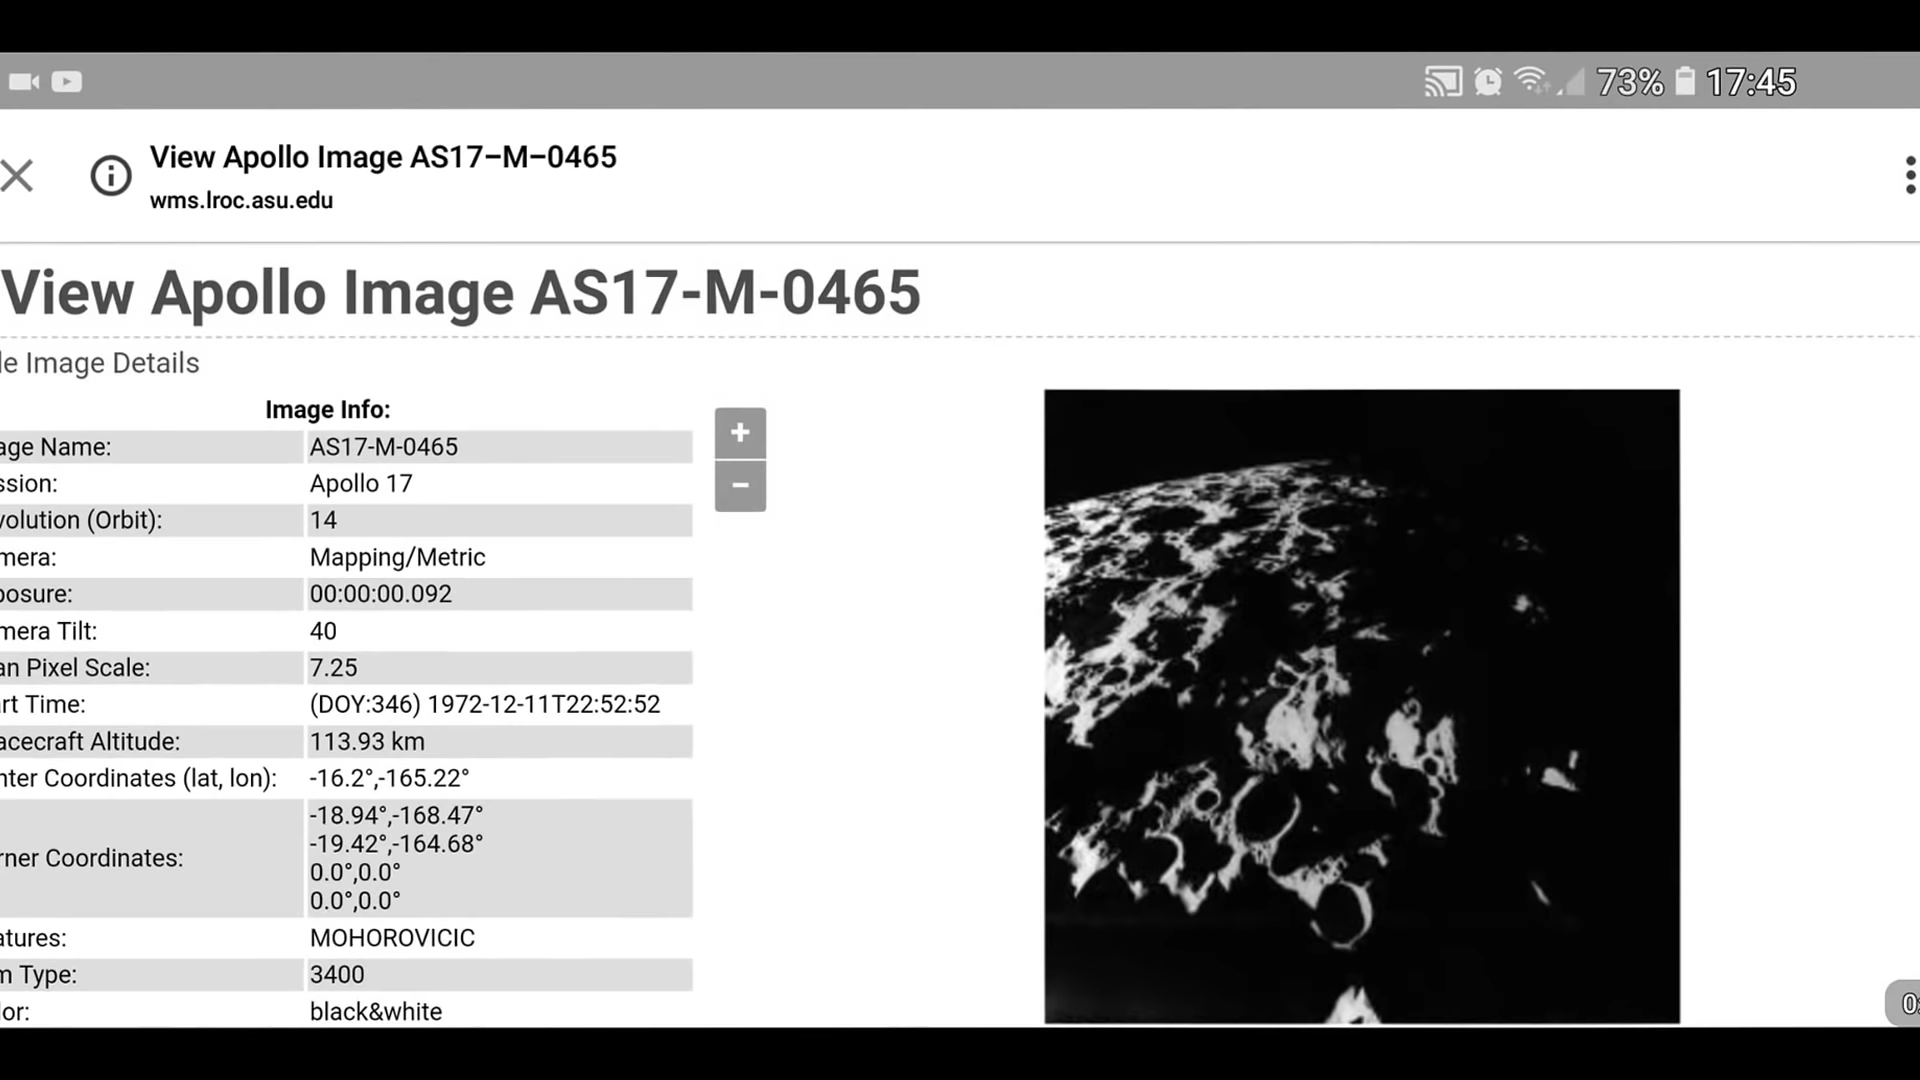 73% 17:45
View Apollo Image AS17-M-0465
wms.lroc.asu.edu
View Apollo Image AS17-M-0465
le Image Details
Image Info:
age Name: AS17-M-0465
ssion: Apollo 17
volution (Orbit): 14
mera: Mapping/Metric
posure: 00:00:00.092
mera Tilt: 40
an Pixel Scale: 7.25
rt Time: (DOY:346) 1972-12-11T22:52:52
acecraft Altitude: 113.93 km
nter Coordinates (lat, lon): -16.2°,-165.22°
rner Coordinates: -18.94°,-168.47°
-19.42°,-164.68°
0.0°,0.0°
0.0°,0.0°
atures: MOHOROVICIC
m Type: 3400
lor: black&white